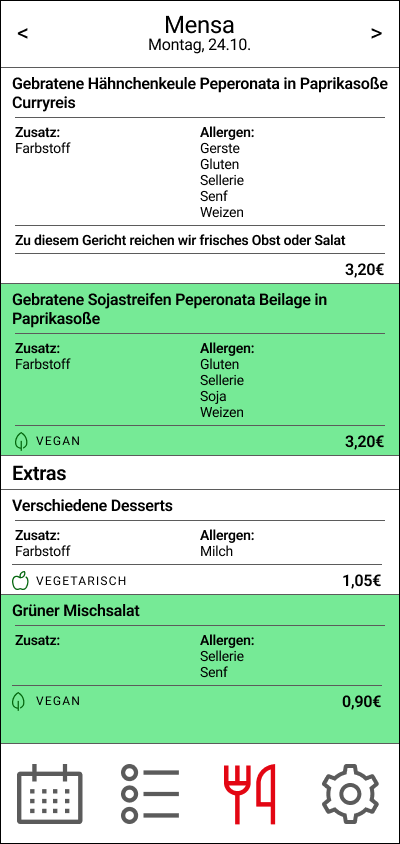 <
Mensa
>
Montag, 24.10.
Gebratene Hähnchenkeule Peperonata in Paprikasoße
Curryreis
Zusatz:
Farbstoff
Allergen:
Gerste
Gluten
Sellerie
Senf
Weizen
Zu diesem Gericht reichen wir frisches Obst oder Salat
3,20€
Gebratene Sojastreifen Peperonata Beilage in
Paprikasoße
Zusatz:
Farbstoff
Allergen:
Gluten
Sellerie
Soja
Weizen
VEGAN
3,20€
Extras
Verschiedene Desserts
Zusatz:
Farbstoff
Allergen:
Milch
VEGETARISCH
1,05€
Grüner Mischsalat
Zusatz:
Allergen:
Sellerie
Senf
VEGAN
0,90€